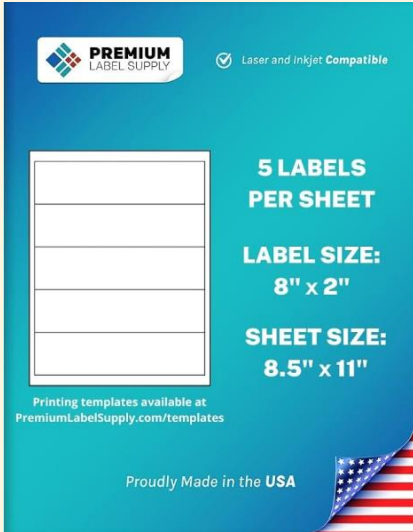 PREMIUM
LABEL SUPPLY
Laser and Inkjet Compatible
5 LABELS
PER SHEET
LABEL SIZE:
8" x 2"
SHEET SIZE:
8.5" x 11"
Printing templates available at
PremiumLabelSupply.com/templates
Proudly Made in the USA